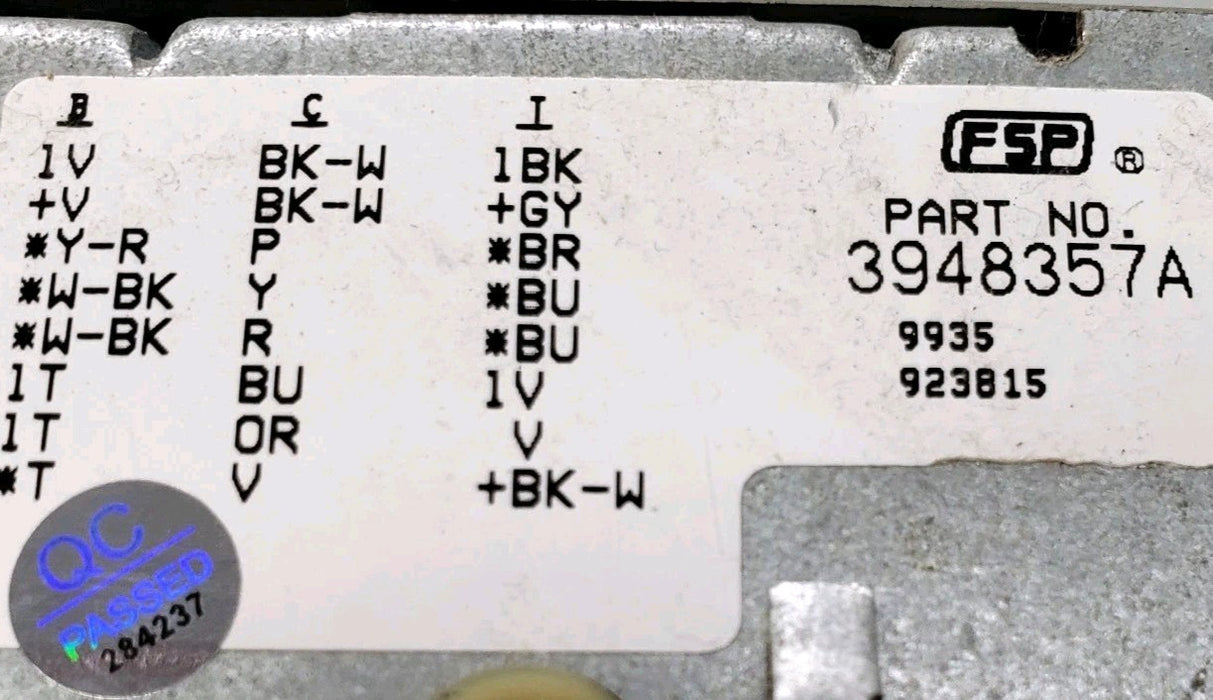 B C I
1V BK-W 1BK
+V BK-W +GY
*Y-R P *BR
*W-BK Y *BU
*W-BK R *BU
1T BU 1V
1T OR V
*T V +BK-W
FSP ®
PART NO.
3948357A
9935
923815
QC
PASSED
284237